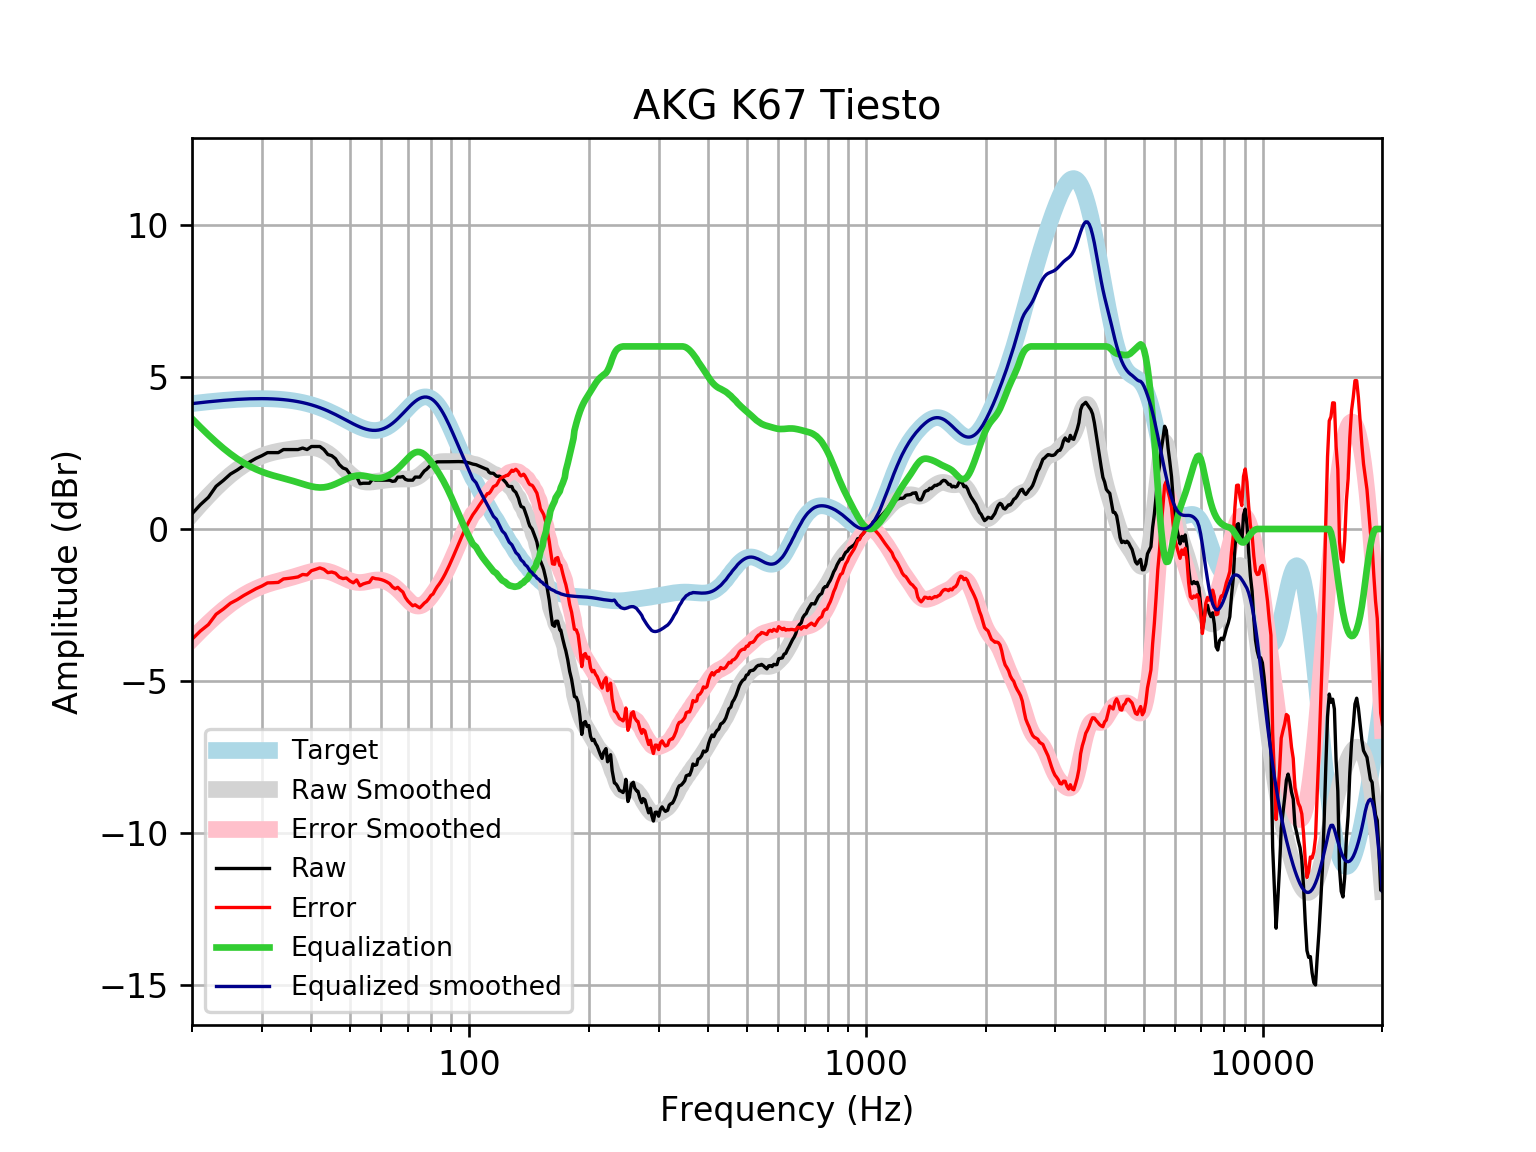 AKG K67 Tiesto
Amplitude (dBr)
10
5
0
−5
−10
−15
Target
Raw Smoothed
Error Smoothed
Raw
Error
Equalization
Equalized smoothed
100
1000
10000
Frequency (Hz)